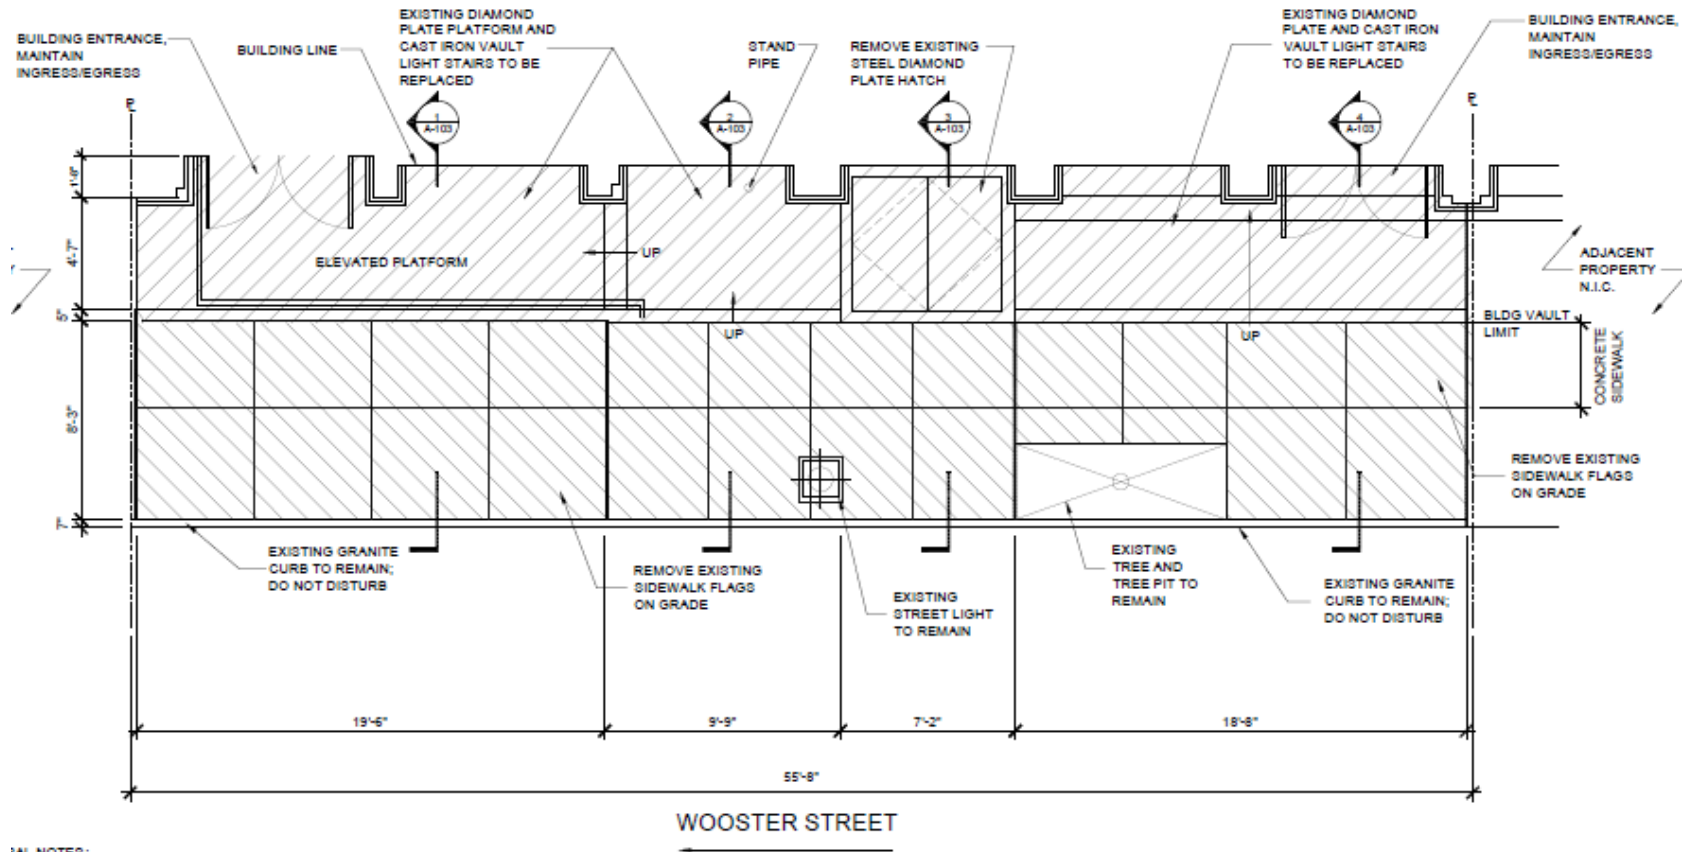 BUILDING ENTRANCE,
MAINTAIN
INGRESS/EGRESS
BUILDING LINE
EXISTING DIAMOND
PLATE PLATFORM AND
CAST IRON VAULT
LIGHT STAIRS TO BE
REPLACED
STAND
PIPE
REMOVE EXISTING
STEEL DIAMOND
PLATE HATCH
EXISTING DIAMOND
PLATE AND CAST IRON
VAULT LIGHT STAIRS
TO BE REPLACED
BUILDING ENTRANCE,
MAINTAIN
INGRESS/EGRESS
1
A-103
2
A-103
3
A-103
4
A-103
4'-7"
ELEVATED PLATFORM
UP
UP
UP
ADJACENT
PROPERTY
N.I.C.
5"
BLDG VAULT
LIMIT
CONCRETE
SIDEWALK
8'-3"
7"
REMOVE EXISTING
SIDEWALK FLAGS
ON GRADE
EXISTING GRANITE
CURB TO REMAIN;
DO NOT DISTURB
REMOVE EXISTING
SIDEWALK FLAGS
ON GRADE
EXISTING
STREET LIGHT
TO REMAIN
EXISTING
TREE AND
TREE PIT TO
REMAIN
EXISTING GRANITE
CURB TO REMAIN;
DO NOT DISTURB
9'-9"
7'-2"
55'-8"
WOOSTER STREET
NOTES: